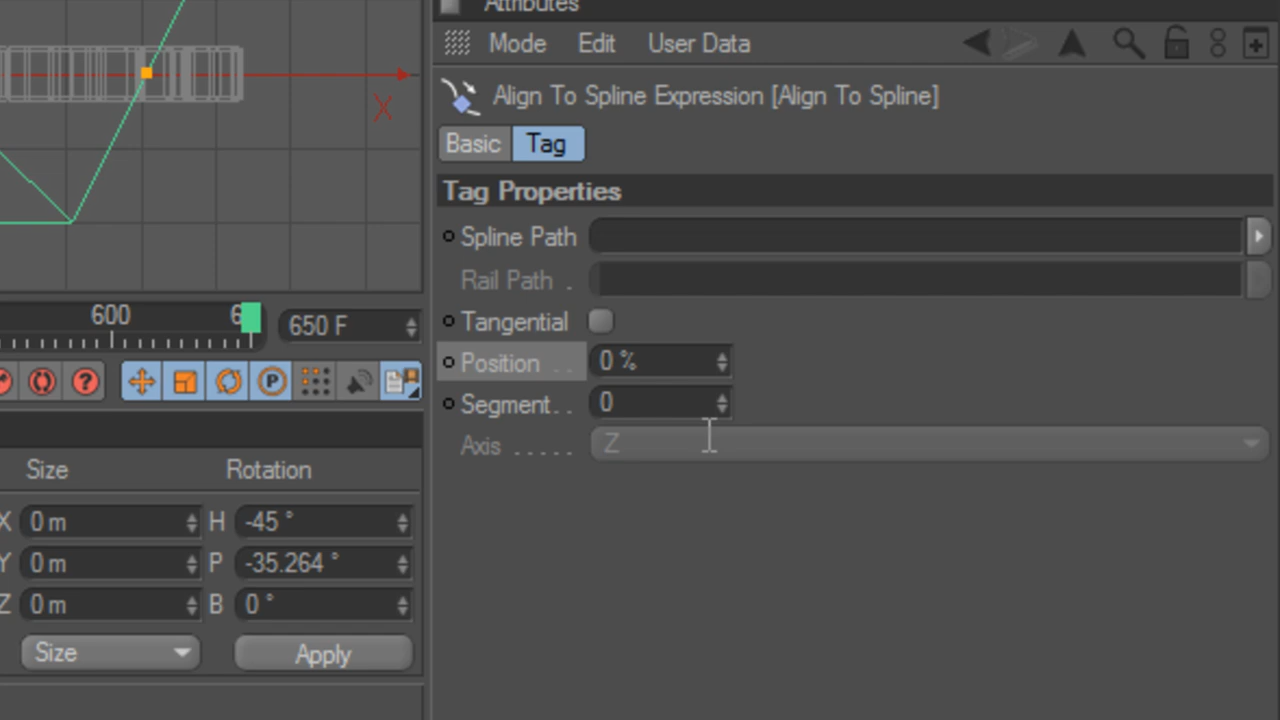 Attributes
Mode Edit User Data
Align To Spline Expression [Align To Spline]
Basic Tag
Tag Properties
Spline Path
Rail Path .
Tangential
Position . . 0 %
Segment . . 0
Axis . . . . . Z
X
600 6 650 F
? P
Size Rotation
X 0 m H -45 °
Y 0 m P -35.264 °
Z 0 m B 0 °
Size Apply